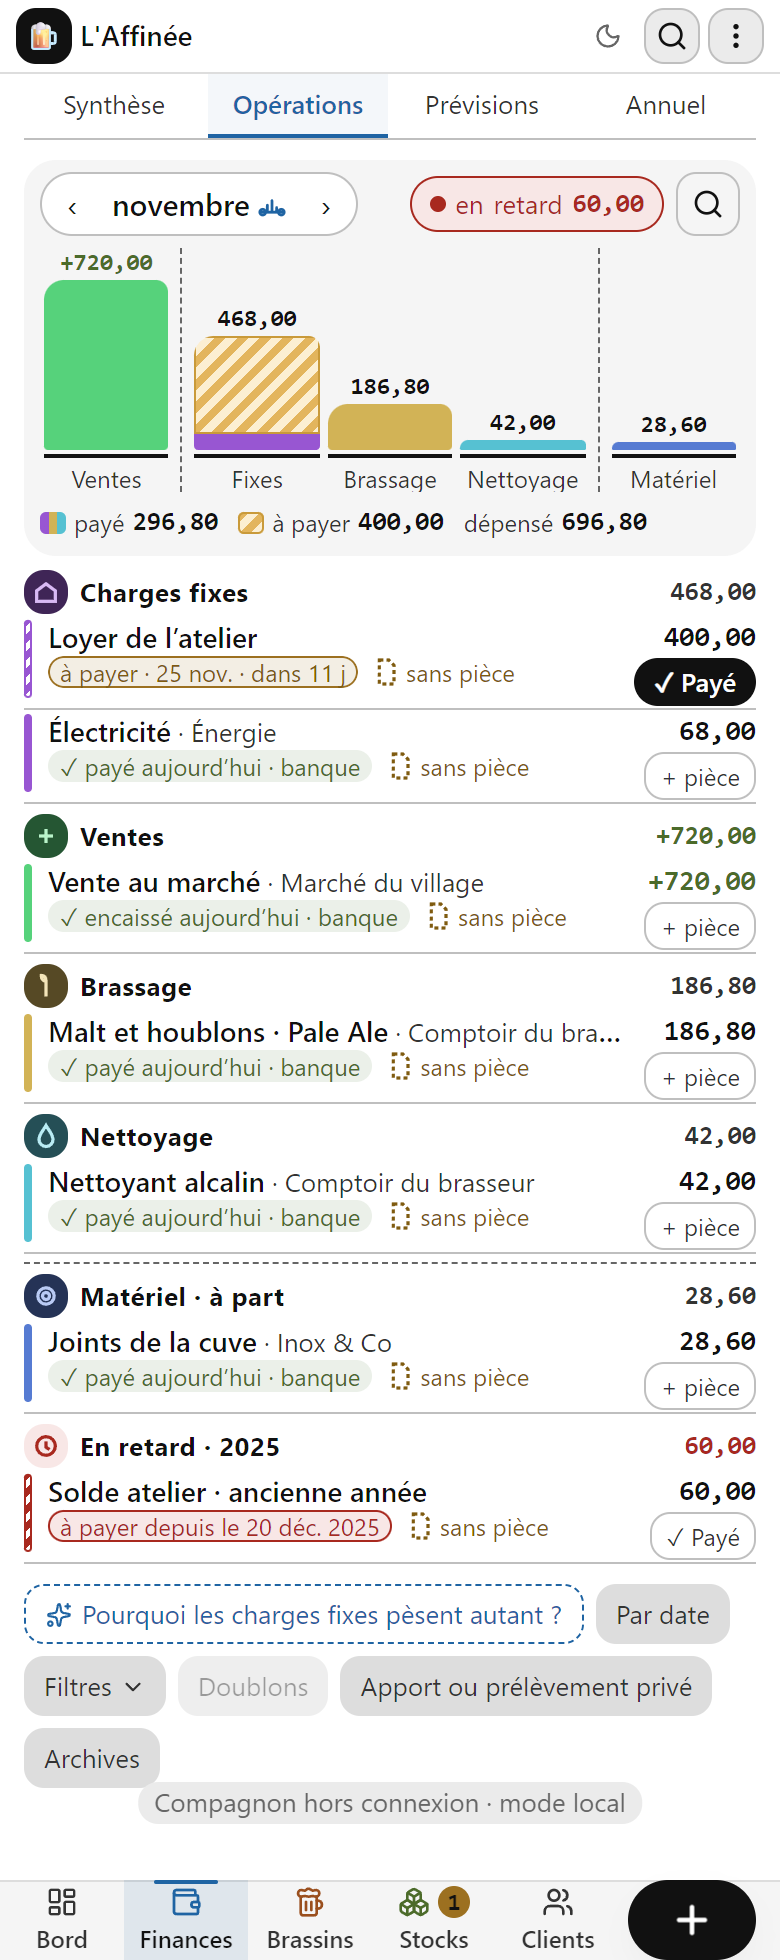 L'Affinée
Synthèse Opérations Prévisions Annuel
‹ novembre › en retard 60,00
+720,00
468,00
186,80
42,00
28,60
Ventes Fixes Brassage Nettoyage Matériel
payé 296,80 à payer 400,00 dépensé 696,80
Charges fixes 468,00
Loyer de l’atelier 400,00
à payer · 25 nov. · dans 11 j sans pièce ✓ Payé
Électricité · Énergie 68,00
✓ payé aujourd’hui · banque sans pièce + pièce
Ventes +720,00
Vente au marché · Marché du village +720,00
✓ encaissé aujourd’hui · banque sans pièce + pièce
Brassage 186,80
Malt et houblons · Pale Ale · Comptoir du bra… 186,80
✓ payé aujourd’hui · banque sans pièce + pièce
Nettoyage 42,00
Nettoyant alcalin · Comptoir du brasseur 42,00
✓ payé aujourd’hui · banque sans pièce + pièce
Matériel · à part 28,60
Joints de la cuve · Inox & Co 28,60
✓ payé aujourd’hui · banque sans pièce + pièce
En retard · 2025 60,00
Solde atelier · ancienne année 60,00
à payer depuis le 20 déc. 2025 sans pièce ✓ Payé
Pourquoi les charges fixes pèsent autant ? Par date
Filtres Doublons Apport ou prélèvement privé
Archives
Compagnon hors connexion · mode local
1
Bord Finances Brassins Stocks Clients +